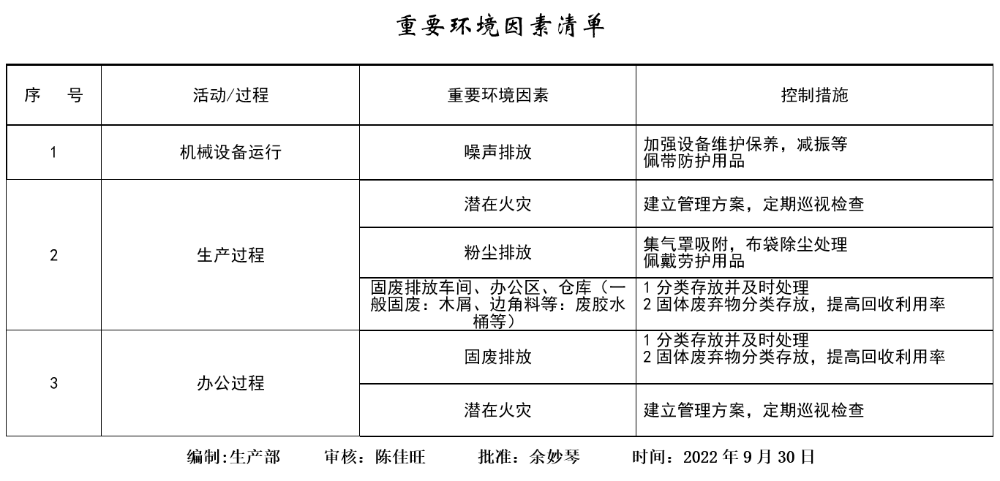 重要环境因素清单
序 号 活动/过程 重要环境因素 控制措施
1 机械设备运行 噪声排放 加强设备维护保养，减振等
佩带防护用品
2 生产过程 潜在火灾 建立管理方案，定期巡视检查
粉尘排放 集气罩吸附，布袋除尘处理
佩戴劳护用品
固废排放车间、办公区、仓库（一
般固废：木屑、边角料等：废胶水
桶等）
1 分类存放并及时处理
2 固体废弃物分类存放，提高回收利用率
3 办公过程 固废排放 1 分类存放并及时处理
2 固体废弃物分类存放，提高回收利用率
潜在火灾 建立管理方案，定期巡视检查
编制:生产部 审核：陈佳旺 批准：余妙琴 时间：2022 年 9 月 30 日